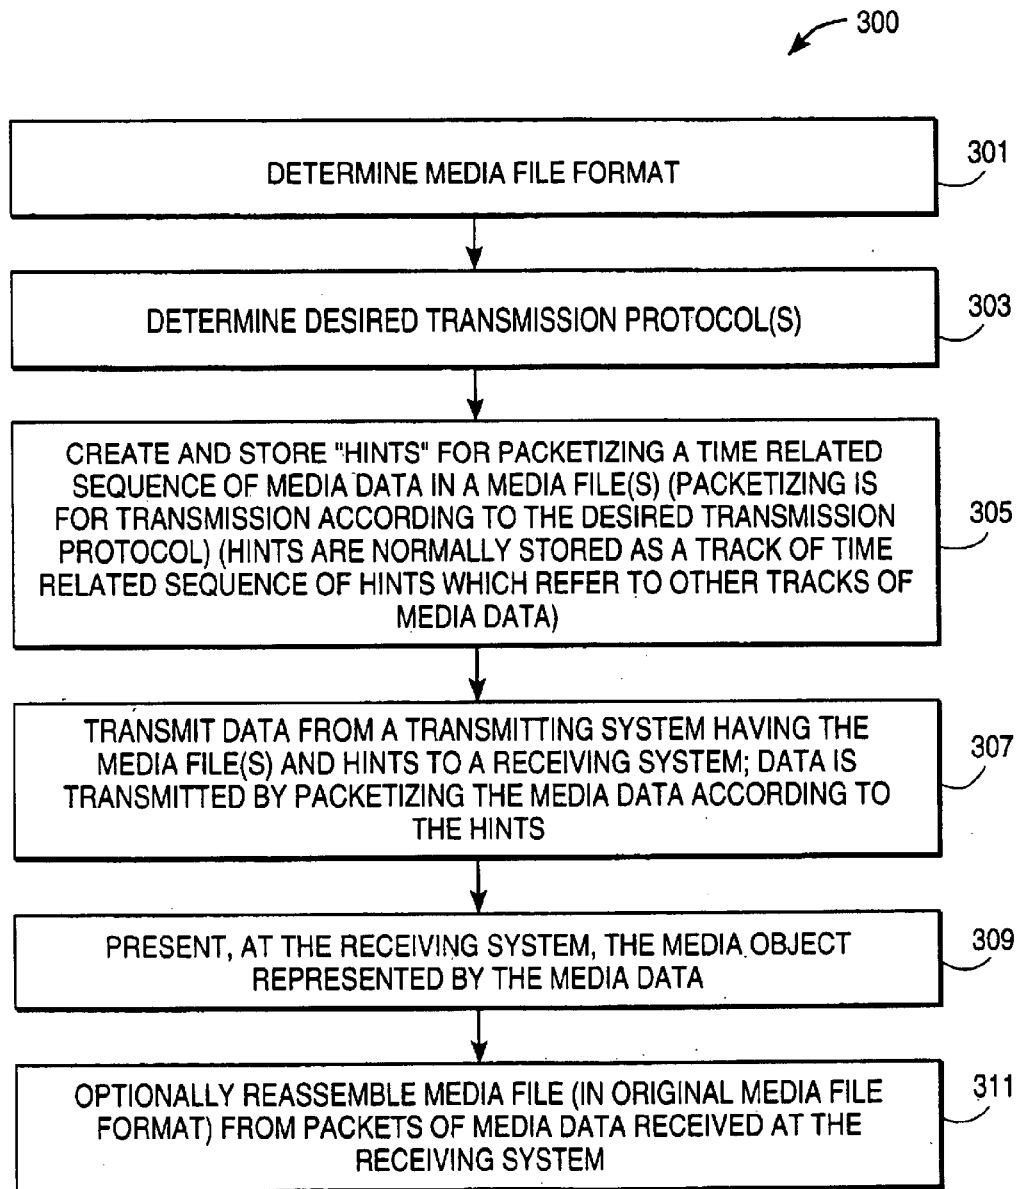 300
DETERMINE MEDIA FILE FORMAT
301
DETERMINE DESIRED TRANSMISSION PROTOCOL(S)
303
CREATE AND STORE "HINTS" FOR PACKETIZING A TIME RELATED
SEQUENCE OF MEDIA DATA IN A MEDIA FILE(S) (PACKETIZING IS
FOR TRANSMISSION ACCORDING TO THE DESIRED TRANSMISSION
PROTOCOL) (HINTS ARE NORMALLY STORED AS A TRACK OF TIME
RELATED SEQUENCE OF HINTS WHICH REFER TO OTHER TRACKS OF
MEDIA DATA)
305
TRANSMIT DATA FROM A TRANSMITTING SYSTEM HAVING THE
MEDIA FILE(S) AND HINTS TO A RECEIVING SYSTEM; DATA IS
TRANSMITTED BY PACKETIZING THE MEDIA DATA ACCORDING TO
THE HINTS
307
PRESENT, AT THE RECEIVING SYSTEM, THE MEDIA OBJECT
REPRESENTED BY THE MEDIA DATA
309
OPTIONALLY REASSEMBLE MEDIA FILE (IN ORIGINAL MEDIA FILE
FORMAT) FROM PACKETS OF MEDIA DATA RECEIVED AT THE
RECEIVING SYSTEM
311